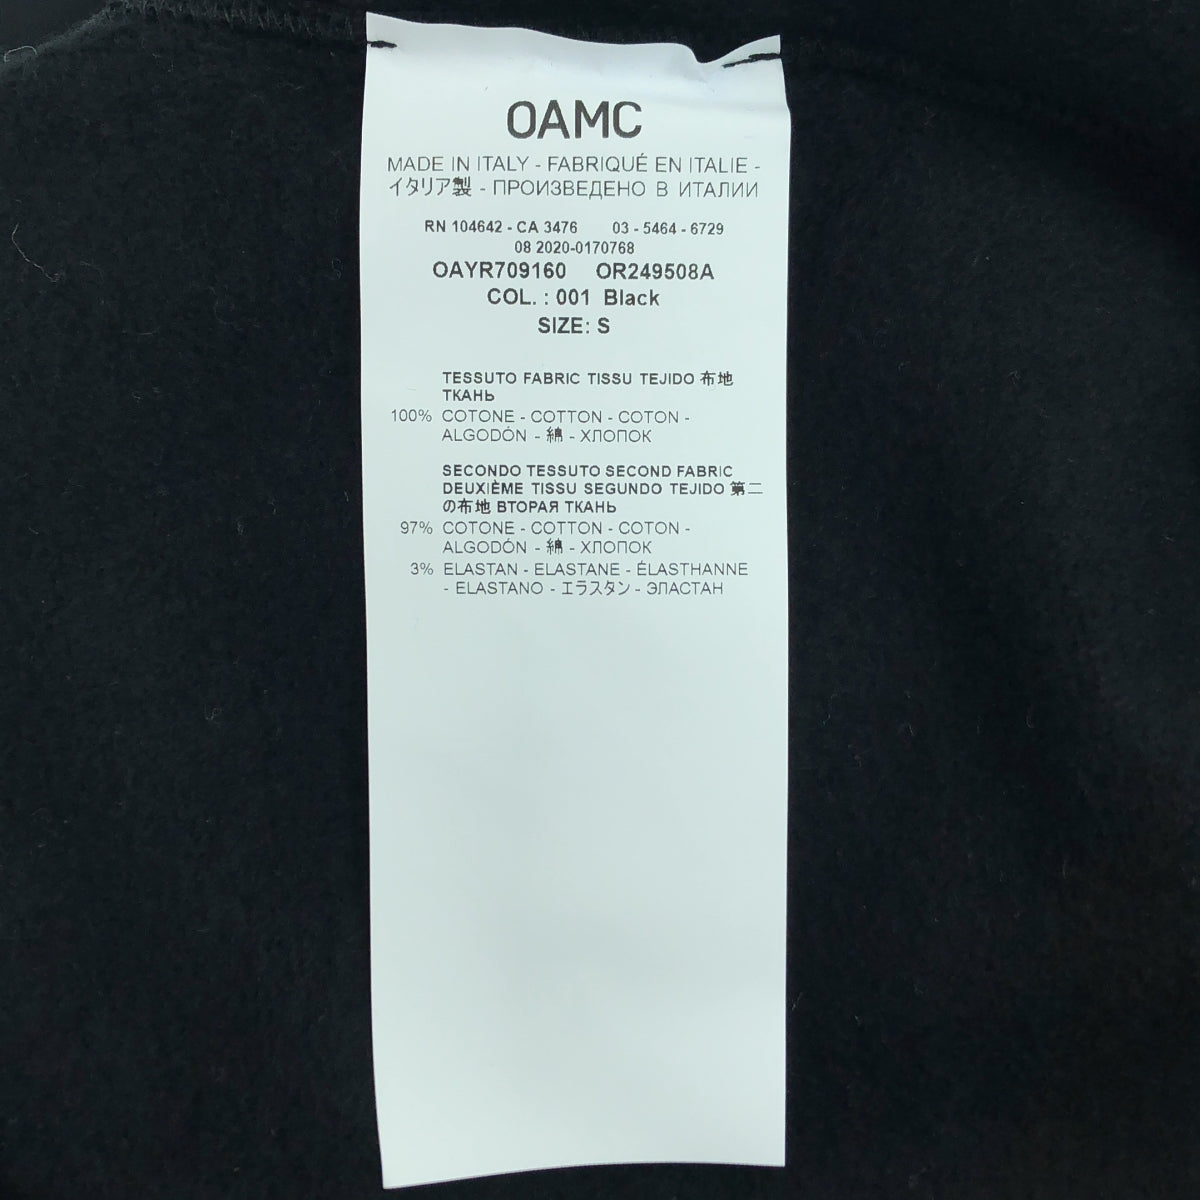 OAMC
MADE IN ITALY - FABRIQUÉ EN ITALIE -
イタリア製 - ПРОИЗВЕДЕНО В ИТАЛИИ
RN 104642 - CA 3476 03 - 5464 - 6729
08 2020-0170768
OAYR709160 OR249508A
COL. : 001 Black
SIZE: S
TESSUTO FABRIC TISSU TEJIDO 布地
ТКАНЬ
100% COTONE - COTTON - COTON -
ALGODÓN - 綿 - ХЛОПОК
SECONDO TESSUTO SECOND FABRIC
DEUXIÈME TISSU SEGUNDO TEJIDO 第二
の布地 ВТОРАЯ ТКАНЬ
97% COTONE - COTTON - COTON -
ALGODÓN - 綿 - ХЛОПОК
3% ELASTAN - ELASTANE - ÉLASTHANNE
- ELASTANO - エラスタン - ЭЛАСТАН